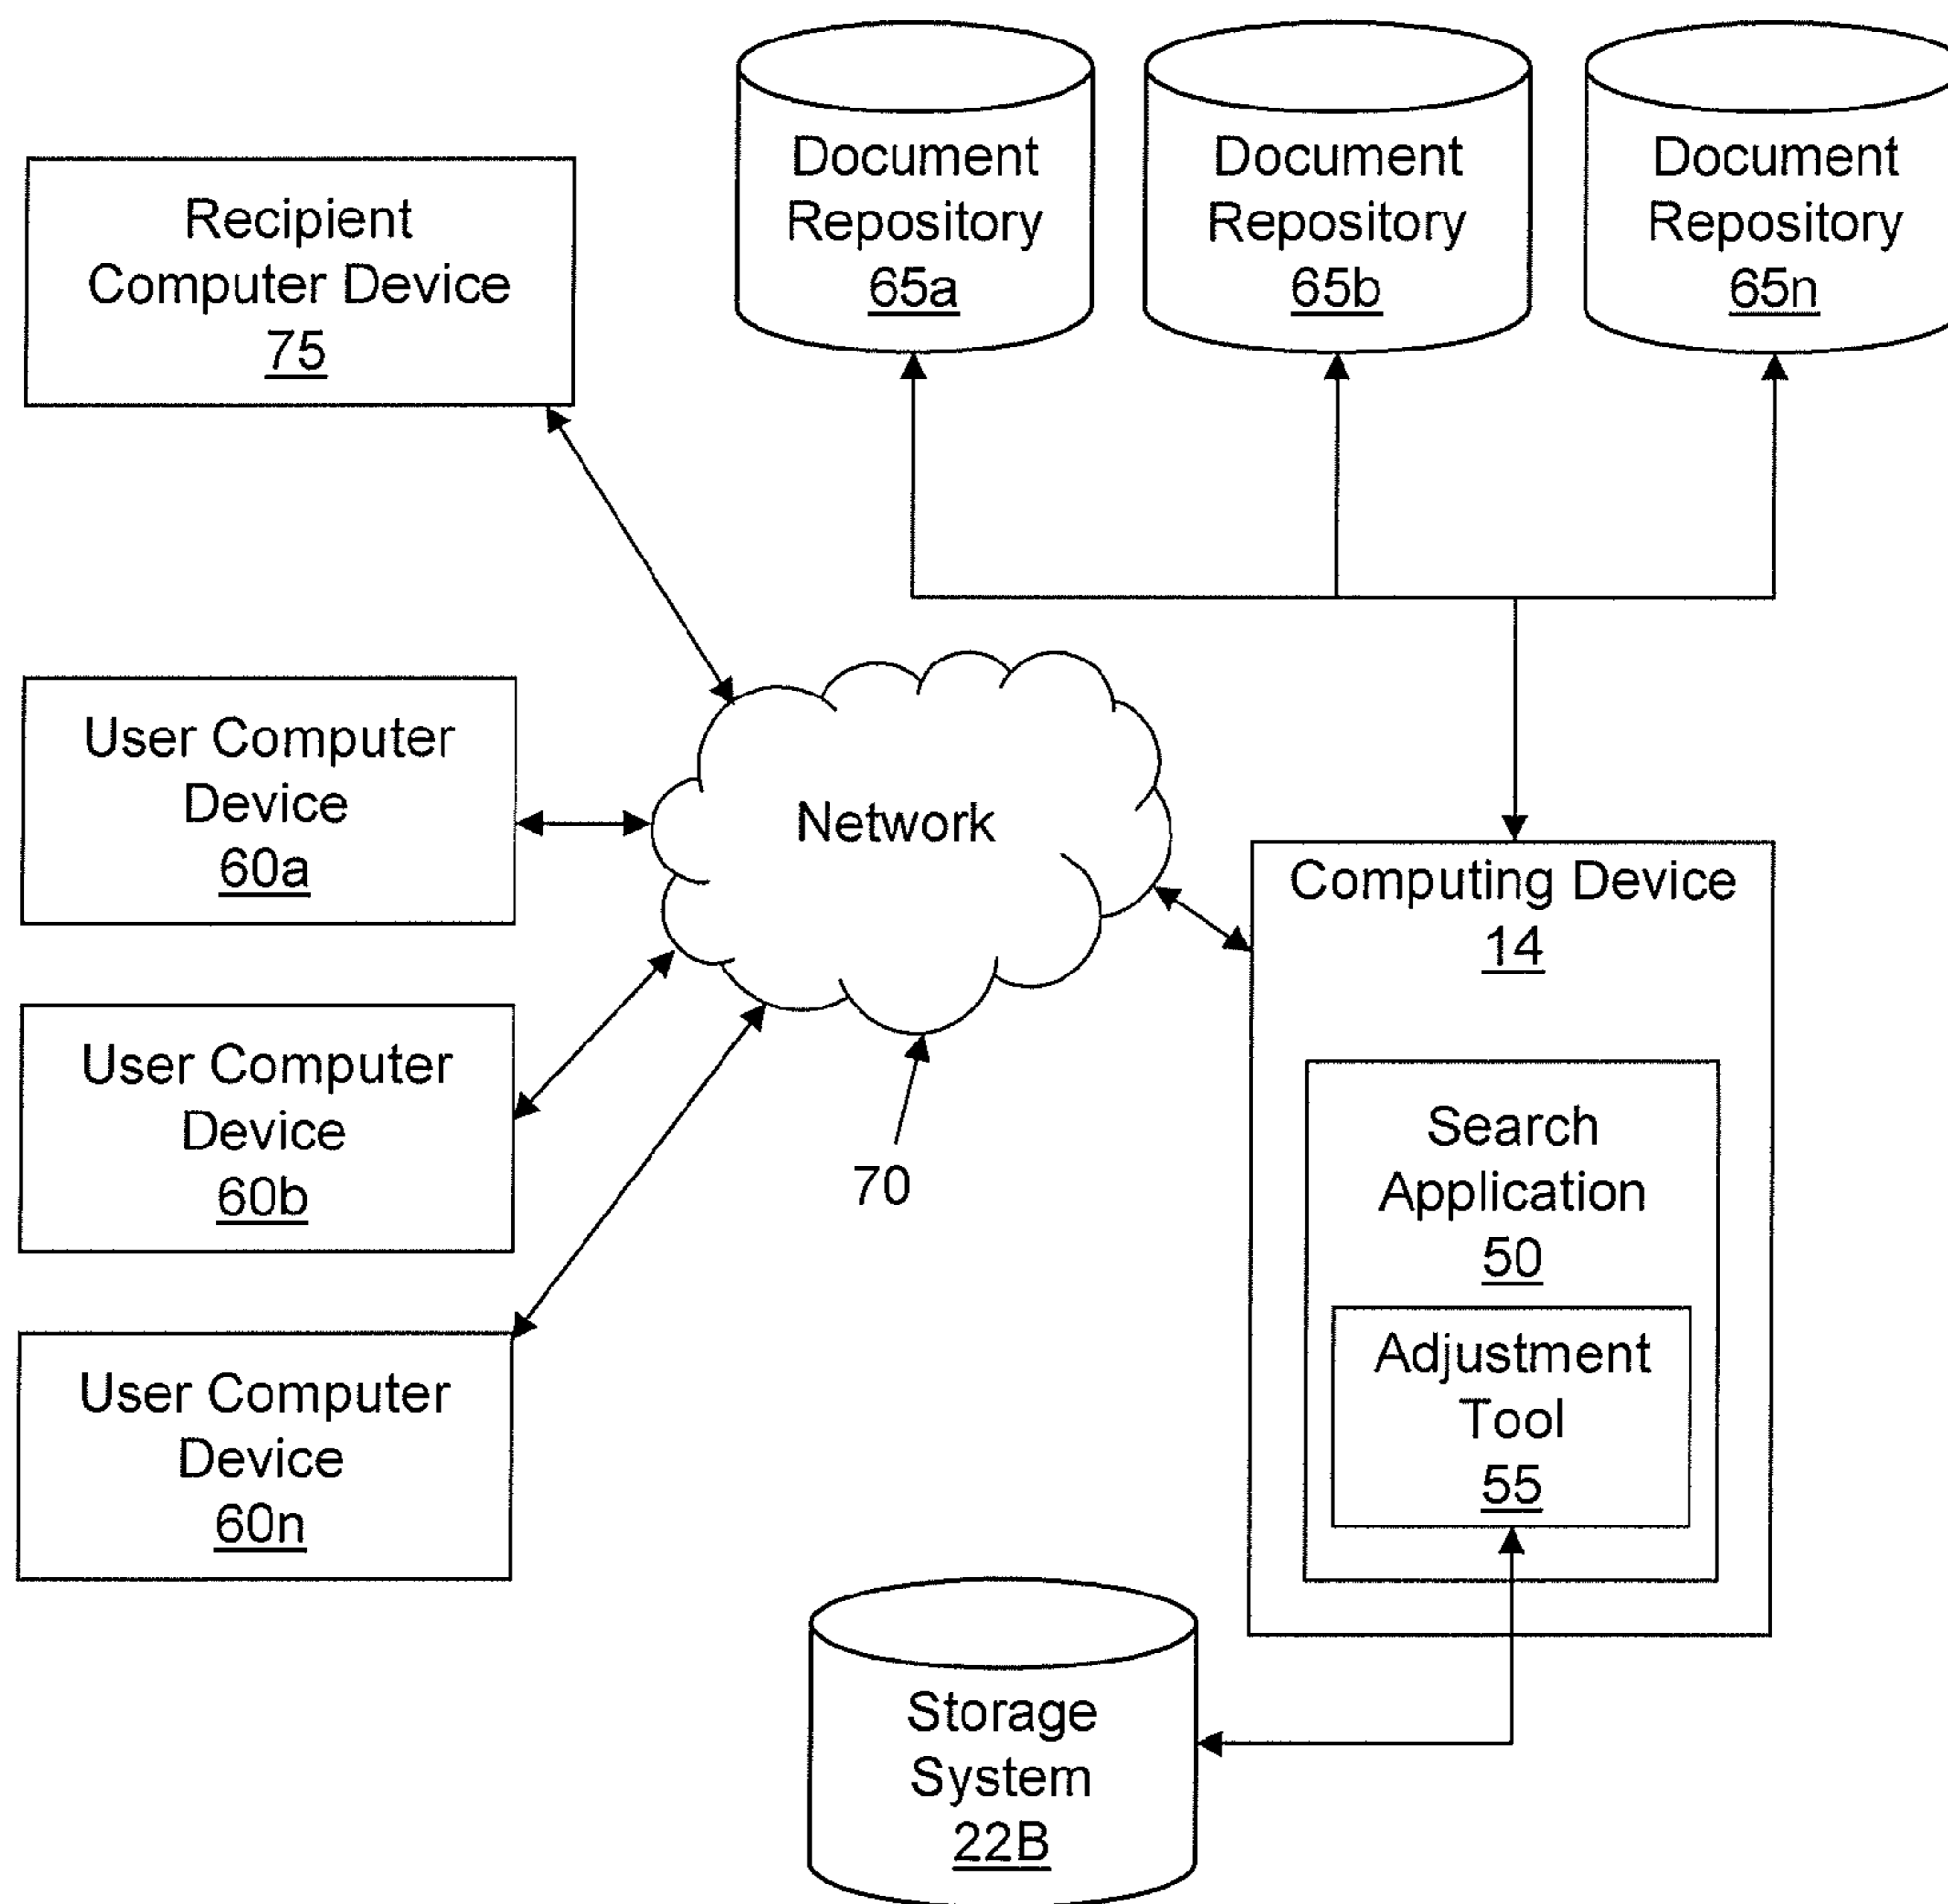 Recipient
Computer Device
75
Document
Repository
65a
Document
Repository
65b
Document
Repository
65n
User Computer
Device
60a
Network
Computing Device
14
User Computer
Device
60b
70
Search
Application
50
User Computer
Device
60n
Adjustment
Tool
55
Storage
System
22B